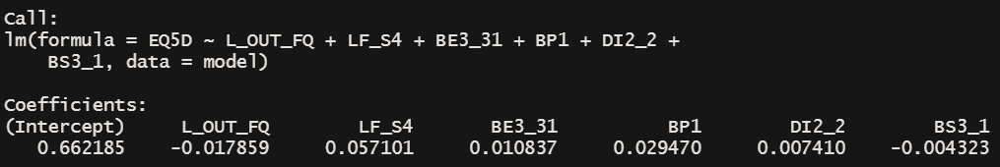 Call:
lm(formula = EQ5D ~ L_OUT_FQ + LF_S4 + BE3_31 + BP1 + DI2_2 +
    BS3_1, data = model)

Coefficients:
(Intercept)     L_OUT_FQ        LF_S4       BE3_31          BP1        DI2_2        BS3_1
   0.662185    -0.017859     0.057101     0.010837     0.029470     0.007410    -0.004323